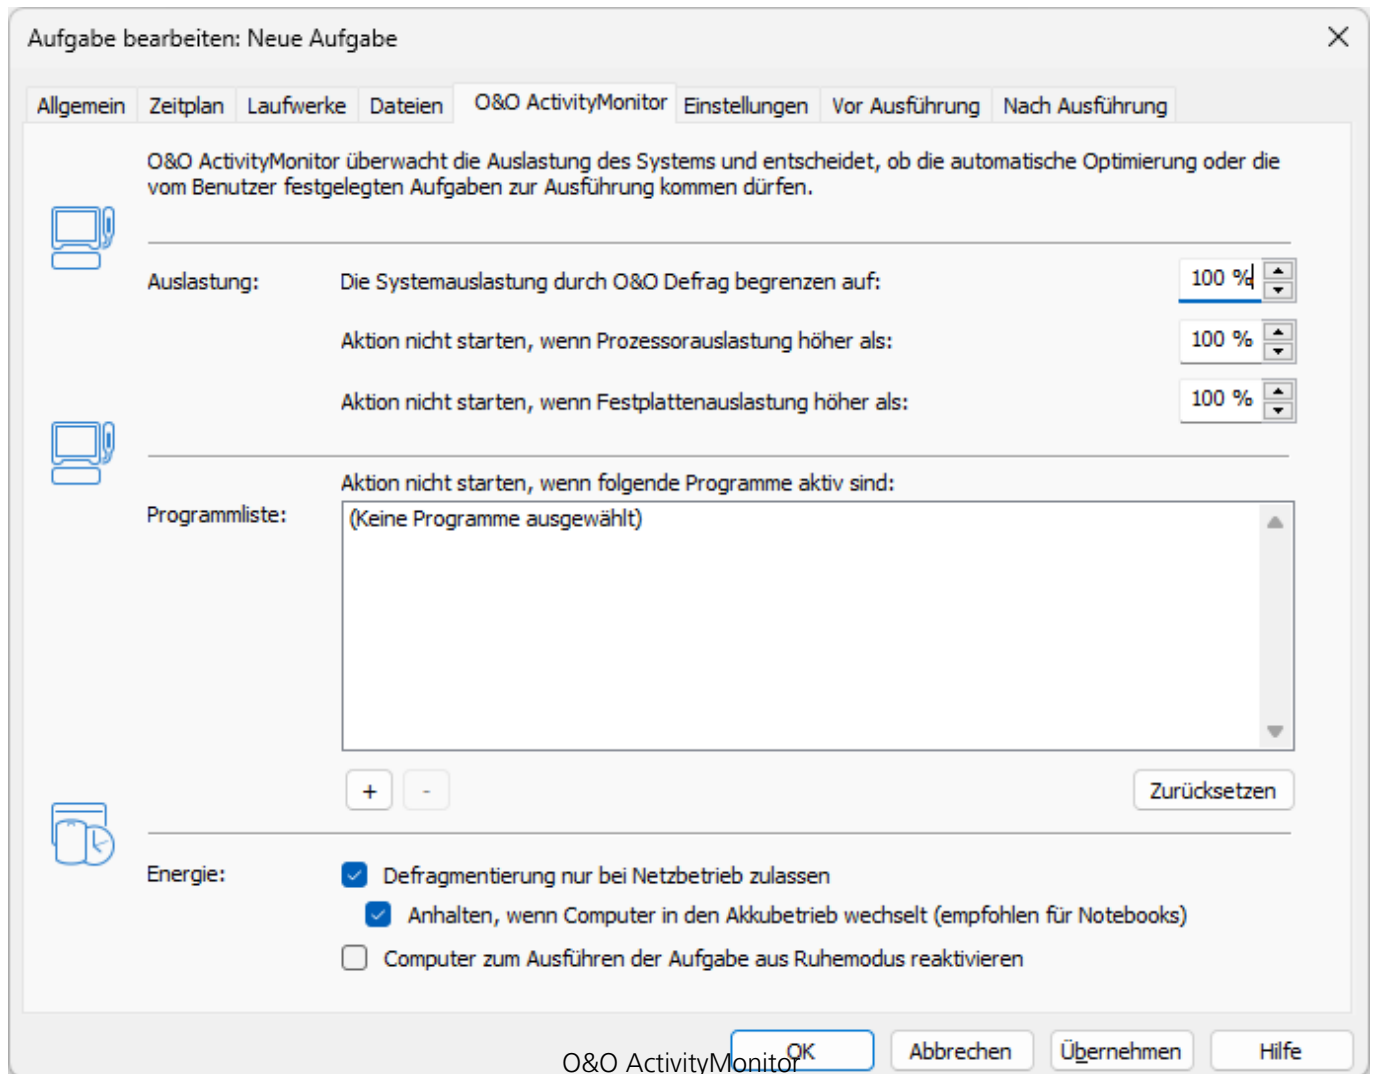 Aufgabe bearbeiten: Neue Aufgabe
Allgemein Zeitplan Laufwerke Dateien O&O ActivityMonitor Einstellungen Vor Ausführung Nach Ausführung
O&O ActivityMonitor überwacht die Auslastung des Systems und entscheidet, ob die automatische Optimierung oder die
vom Benutzer festgelegten Aufgaben zur Ausführung kommen dürfen.
Auslastung: Die Systemauslastung durch O&O Defrag begrenzen auf: 100 %
Aktion nicht starten, wenn Prozessorauslastung höher als: 100 %
Aktion nicht starten, wenn Festplattenauslastung höher als: 100 %
Aktion nicht starten, wenn folgende Programme aktiv sind:
Programmliste: (Keine Programme ausgewählt)
+ - Zurücksetzen
Energie: Defragmentierung nur bei Netzbetrieb zulassen
Anhalten, wenn Computer in den Akkubetrieb wechselt (empfohlen für Notebooks)
Computer zum Ausführen der Aufgabe aus Ruhemodus reaktivieren
OK Abbrechen Übernehmen Hilfe
O&O ActivityMonitor